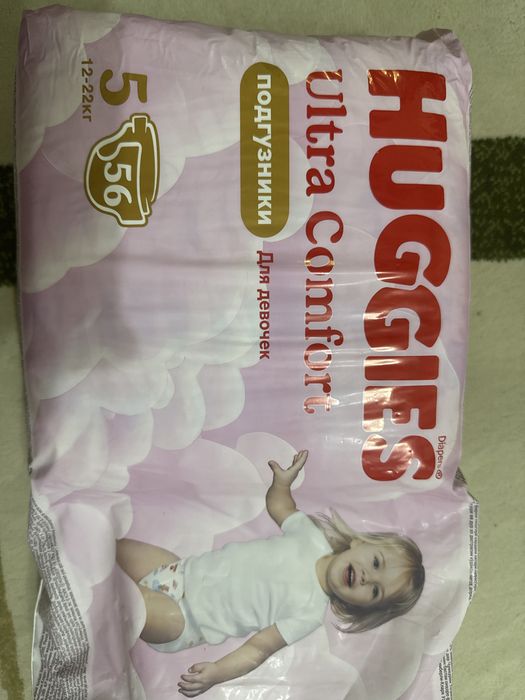 HUGGIES
Diapers®
Ultra Comfort
подгузники
Для девочек
5
12-22кг
56